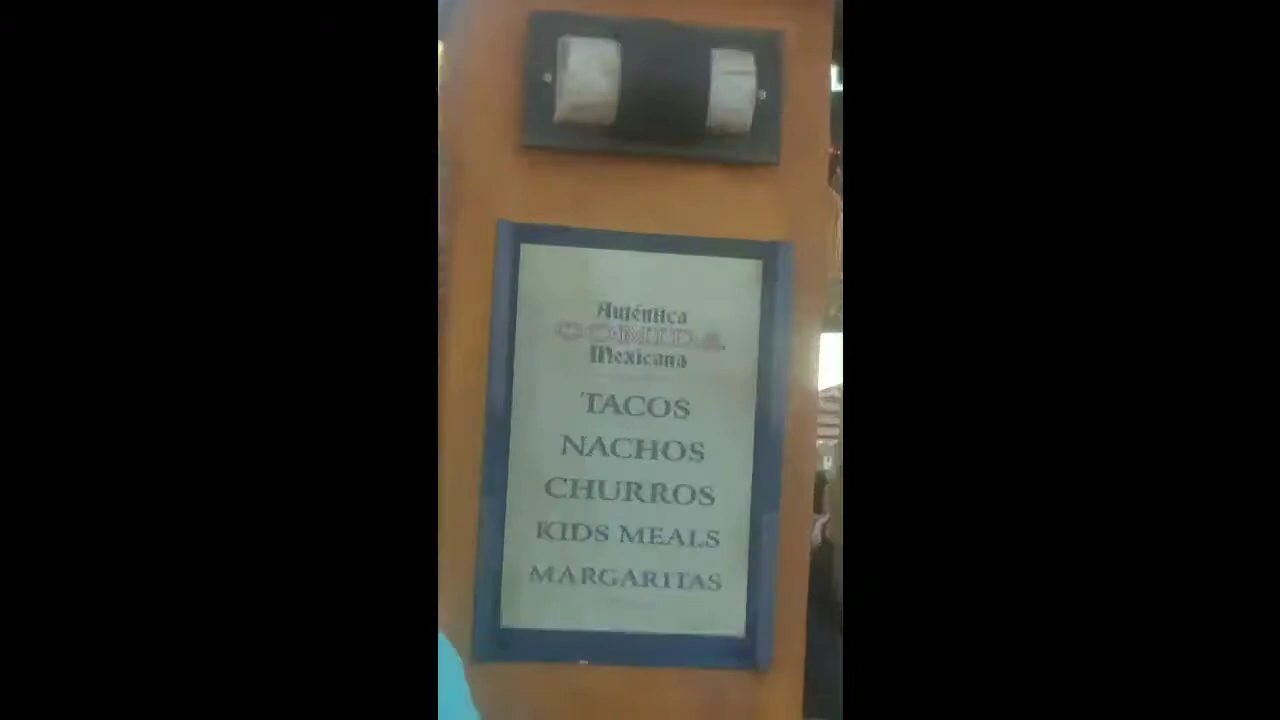 Auténtica
COMIDA
Mexicana
TACOS
NACHOS
CHURROS
KIDS MEALS
MARGARITAS